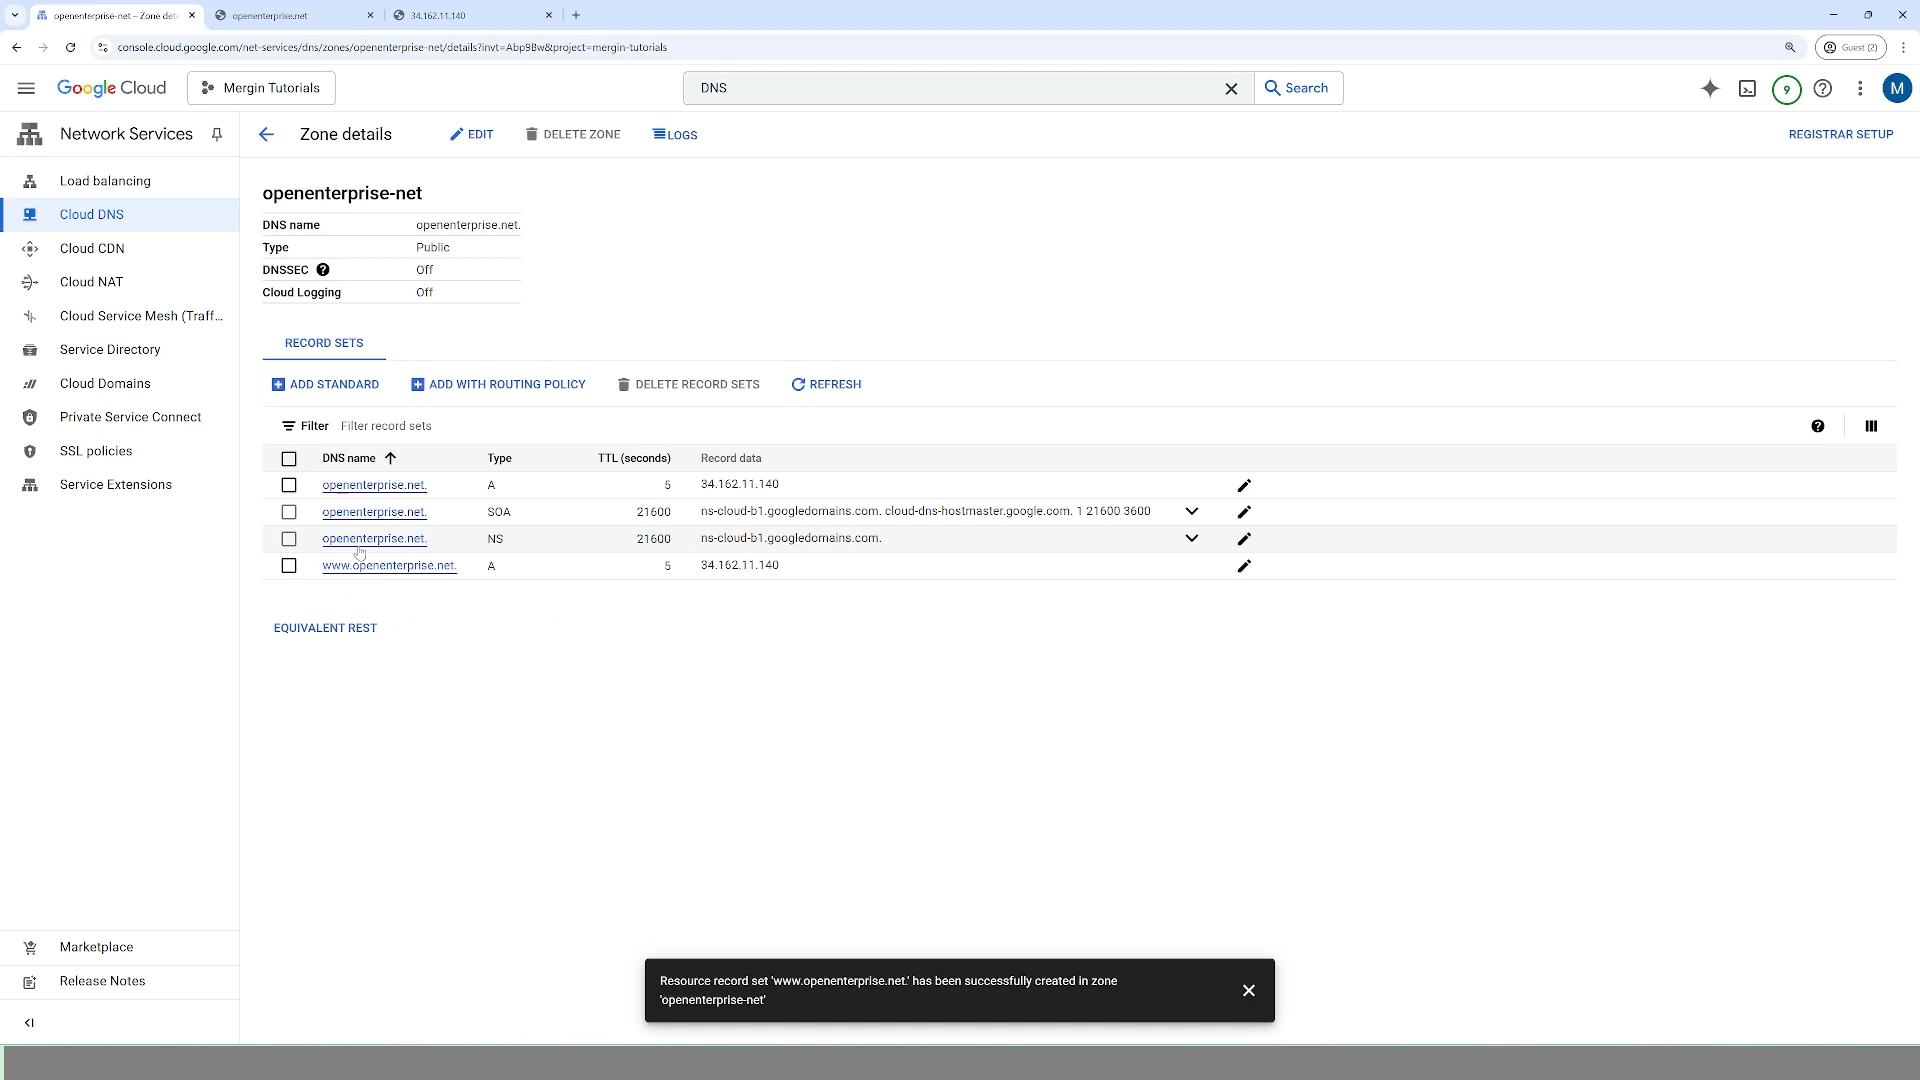 openenterprise-net – Zone deta
openenterprise.net
34.162.11.140
console.cloud.google.com/net-services/dns/zones/openenterprise-net/details?invt=Abp9Bw&project=mergin-tutorials
Guest (2)
Google Cloud
Mergin Tutorials
DNS
Search
9
M
Network Services
Zone details
EDIT
DELETE ZONE
LOGS
REGISTRAR SETUP
Load balancing
Cloud DNS
Cloud CDN
Cloud NAT
Cloud Service Mesh (Traff...
Service Directory
Cloud Domains
Private Service Connect
SSL policies
Service Extensions
Marketplace
Release Notes
openenterprise-net
DNS name openenterprise.net.
Type Public
DNSSEC Off
Cloud Logging Off
RECORD SETS
ADD STANDARD
ADD WITH ROUTING POLICY
DELETE RECORD SETS
REFRESH
Filter Filter record sets
DNS name Type TTL (seconds) Record data
openenterprise.net. A 5 34.162.11.140
openenterprise.net. SOA 21600 ns-cloud-b1.googledomains.com. cloud-dns-hostmaster.google.com. 1 21600 3600
openenterprise.net. NS 21600 ns-cloud-b1.googledomains.com.
www.openenterprise.net. A 5 34.162.11.140
EQUIVALENT REST
Resource record set 'www.openenterprise.net.' has been successfully created in zone
'openenterprise-net'